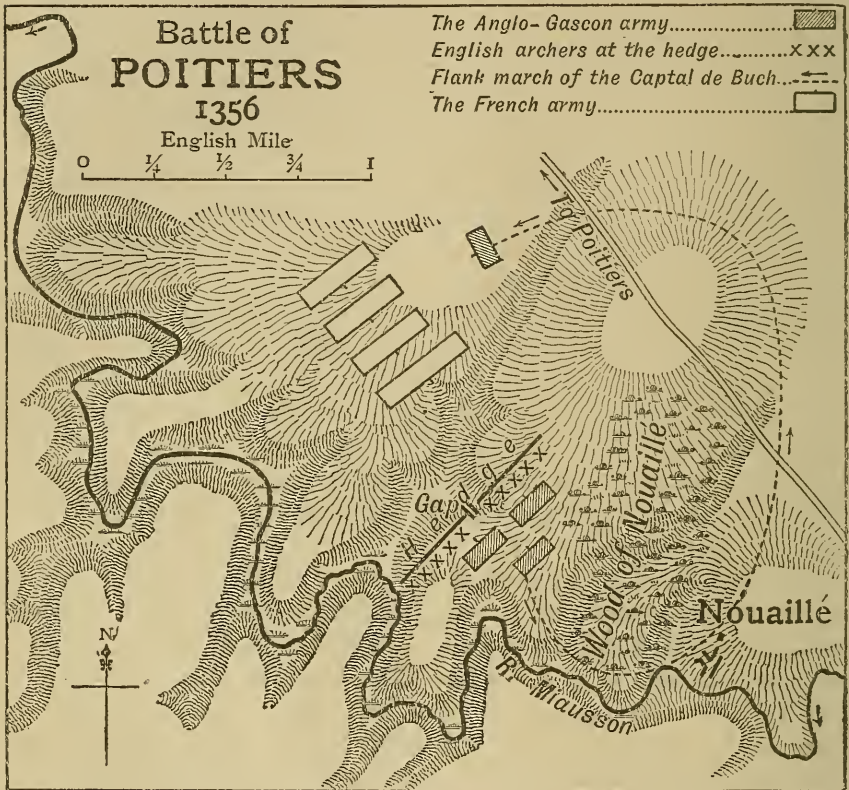 Battle of
POITIERS
1356
English Mile
0 ¼ ½ ¾ 1
The Anglo-Gascon army
English archers at the hedge
xxx
Flank march of the Captal de Buch
The French army
To Poitiers
Hedge
Gap
Wood of Nouaillé
Nouaillé
R. Miausson
N